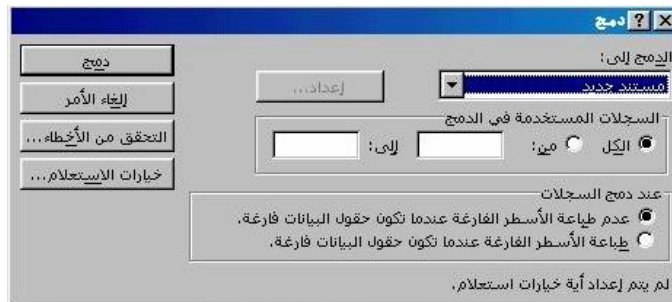 دمج
الدمج إلى:
مستند جديد
إعداد...
السجلات المستخدمة في الدمج
الكل
من:
إلى:
عند دمج السجلات
عدم طباعة الأسطر الفارغة عندما تكون حقول البيانات فارغة.
طباعة الأسطر الفارغة عندما تكون حقول البيانات فارغة.
لم يتم إعداد أية خيارات استعلام.
دمج
إلغاء الأمر
التحقق من الأخطاء...
خيارات الاستعلام...